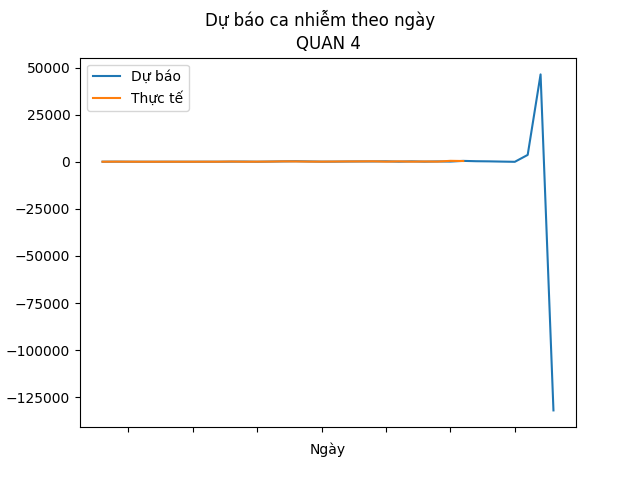 Dự báo ca nhiễm theo ngày
QUAN 4
Dự báo
Thực tế
50000
25000
0
−25000
−50000
−75000
−100000
−125000
Ngày